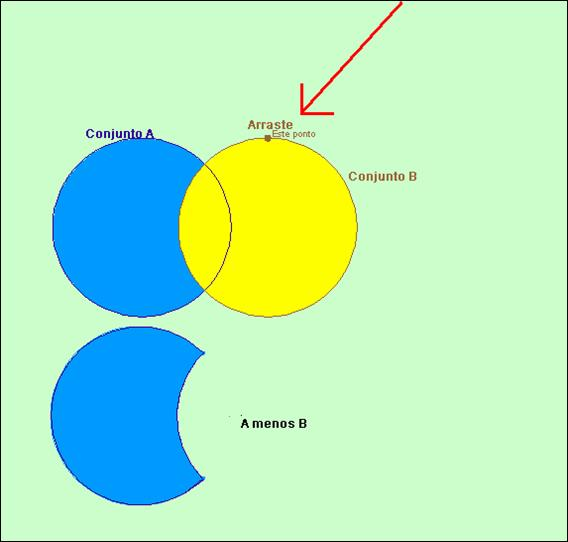 Arraste
Este ponto
Conjunto A
Conjunto B
A menos B